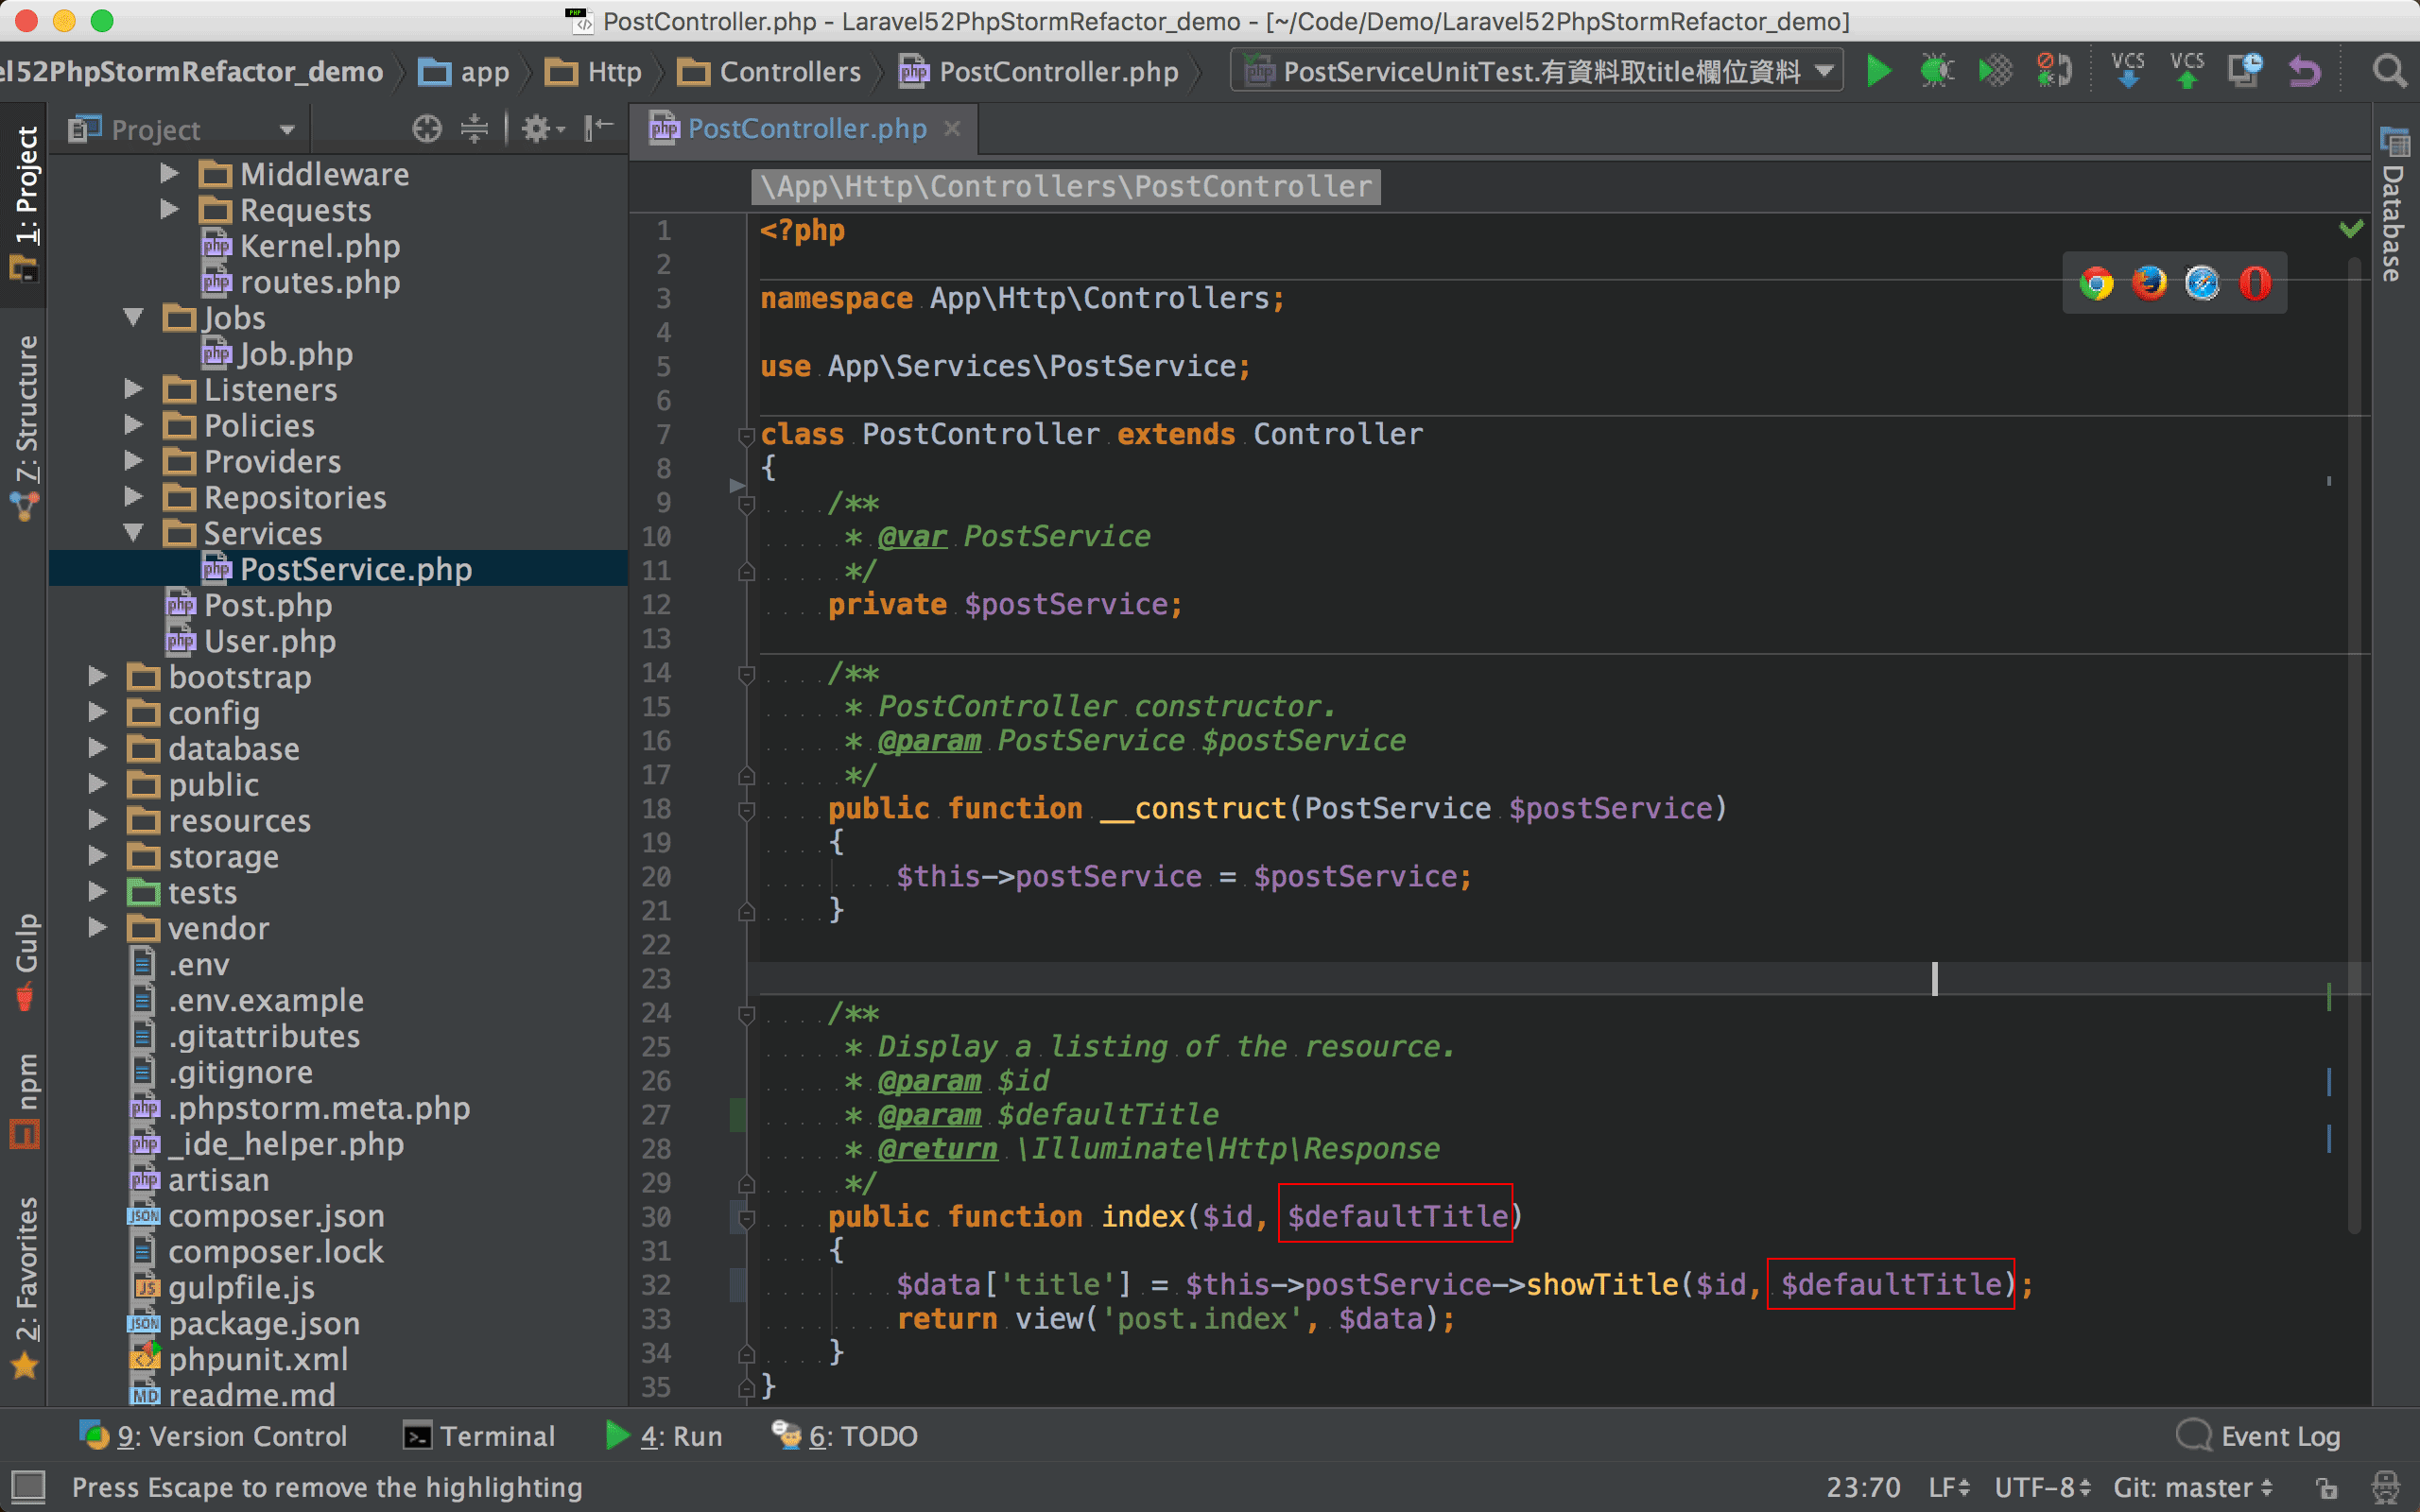 PostController.php - Laravel52PhpStormRefactor_demo - [~/Code/Demo/Laravel52PhpStormRefactor_demo]
el52PhpStormRefactor_demo app Http Controllers PostController.php PostServiceUnitTest.有資料取title欄位資料 VCS VCS
1: Project
Z: Structure
Gulp
npm
2: Favorites
Project
Middleware
Requests
Kernel.php
routes.php
Jobs
Job.php
Listeners
Policies
Providers
Repositories
Services
PostService.php
Post.php
User.php
bootstrap
config
database
public
resources
storage
tests
vendor
.env
.env.example
.gitattributes
.gitignore
.phpstorm.meta.php
_ide_helper.php
artisan
composer.json
composer.lock
gulpfile.js
package.json
phpunit.xml
readme.md
PostController.php
\App\Http\Controllers\PostController
1 <?php
2
3 namespace App\Http\Controllers;
4
5 use App\Services\PostService;
6
7 class PostController extends Controller
8 {
9 /**
10 * @var PostService
11 */
12 private $postService;
13
14 /**
15 * PostController constructor.
16 * @param PostService $postService
17 */
18 public function __construct(PostService $postService)
19 {
20 $this->postService = $postService;
21 }
22
23
24 /**
25 * Display a listing of the resource.
26 * @param $id
27 * @param $defaultTitle
28 * @return \Illuminate\Http\Response
29 */
30 public function index($id, $defaultTitle)
31 {
32 $data['title'] = $this->postService->showTitle($id, $defaultTitle);
33 return view('post.index', $data);
34 }
35 }
Database
9: Version Control Terminal 4: Run 6: TODO Event Log
Press Escape to remove the highlighting 23:70 LF UTF-8 Git: master